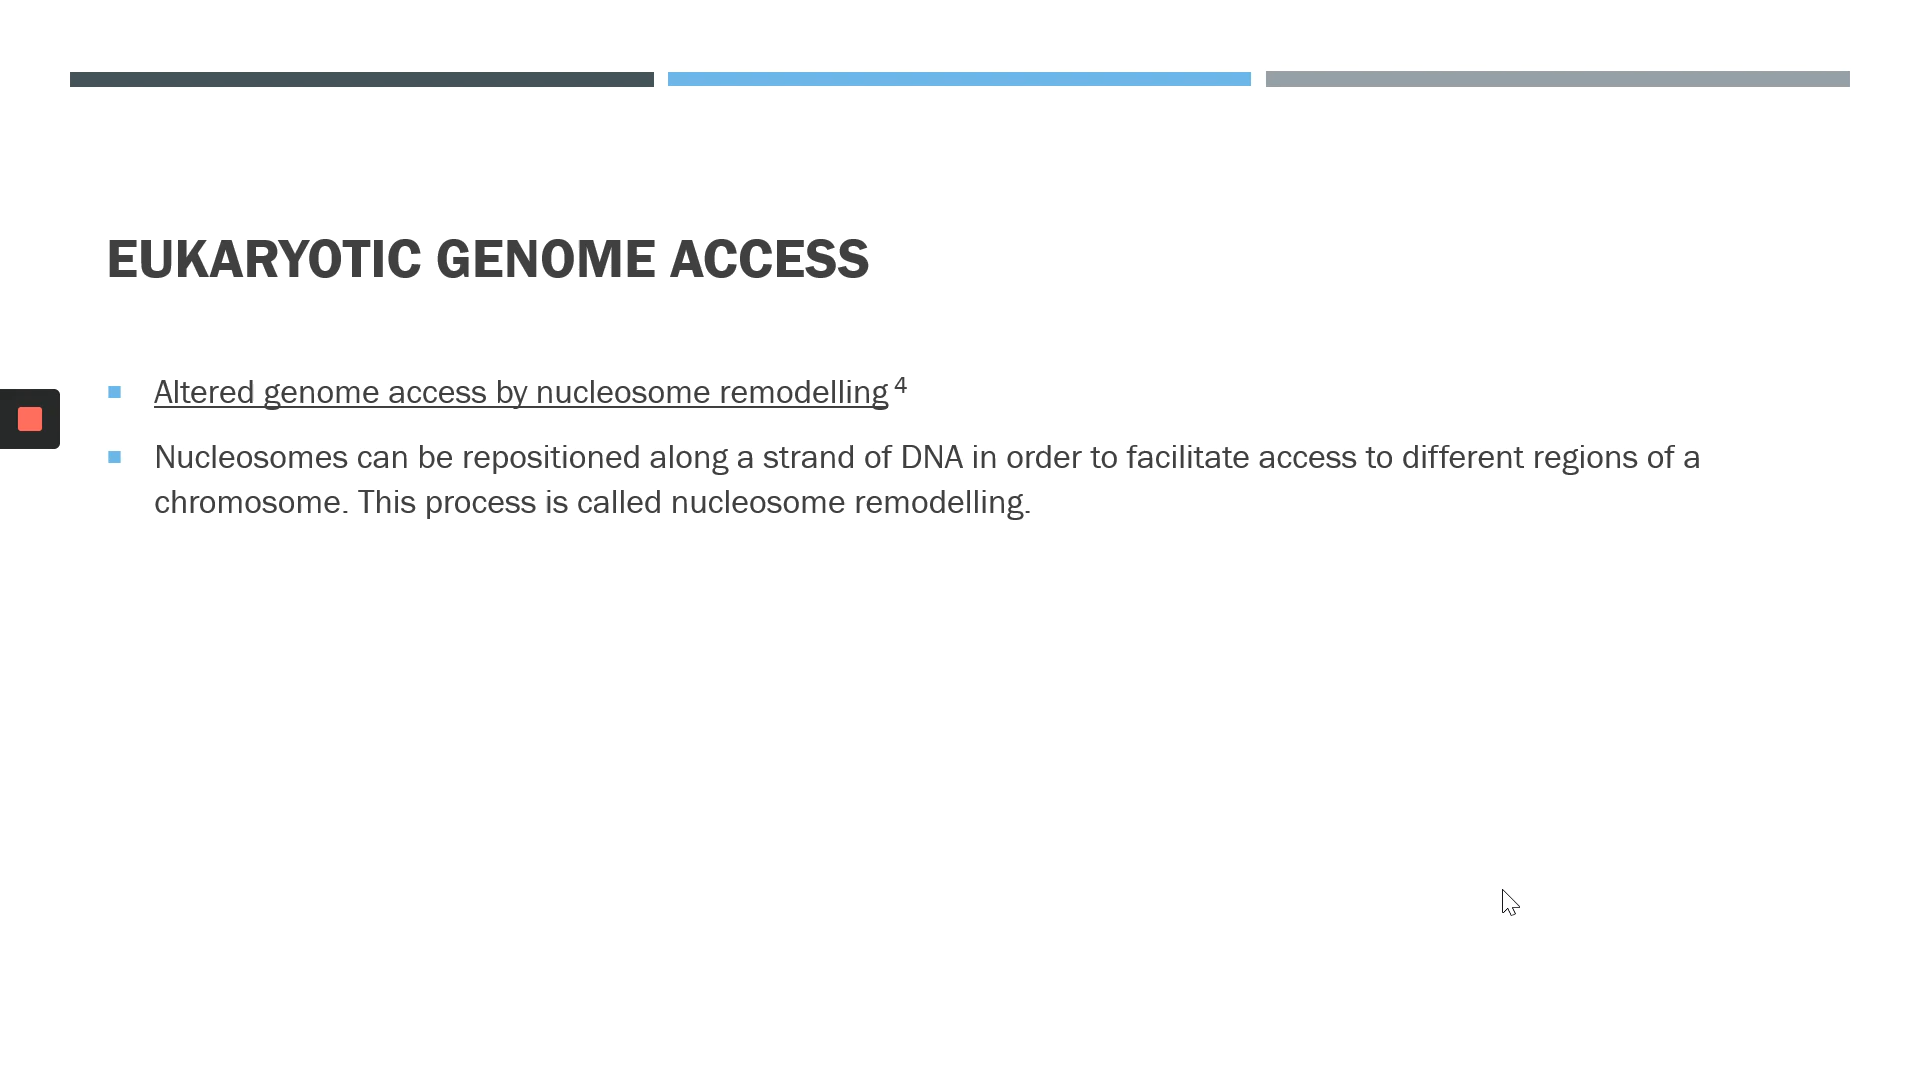 EUKARYOTIC GENOME ACCESS
Altered genome access by nucleosome remodelling 4
Nucleosomes can be repositioned along a strand of DNA in order to facilitate access to different regions of a
chromosome. This process is called nucleosome remodelling.